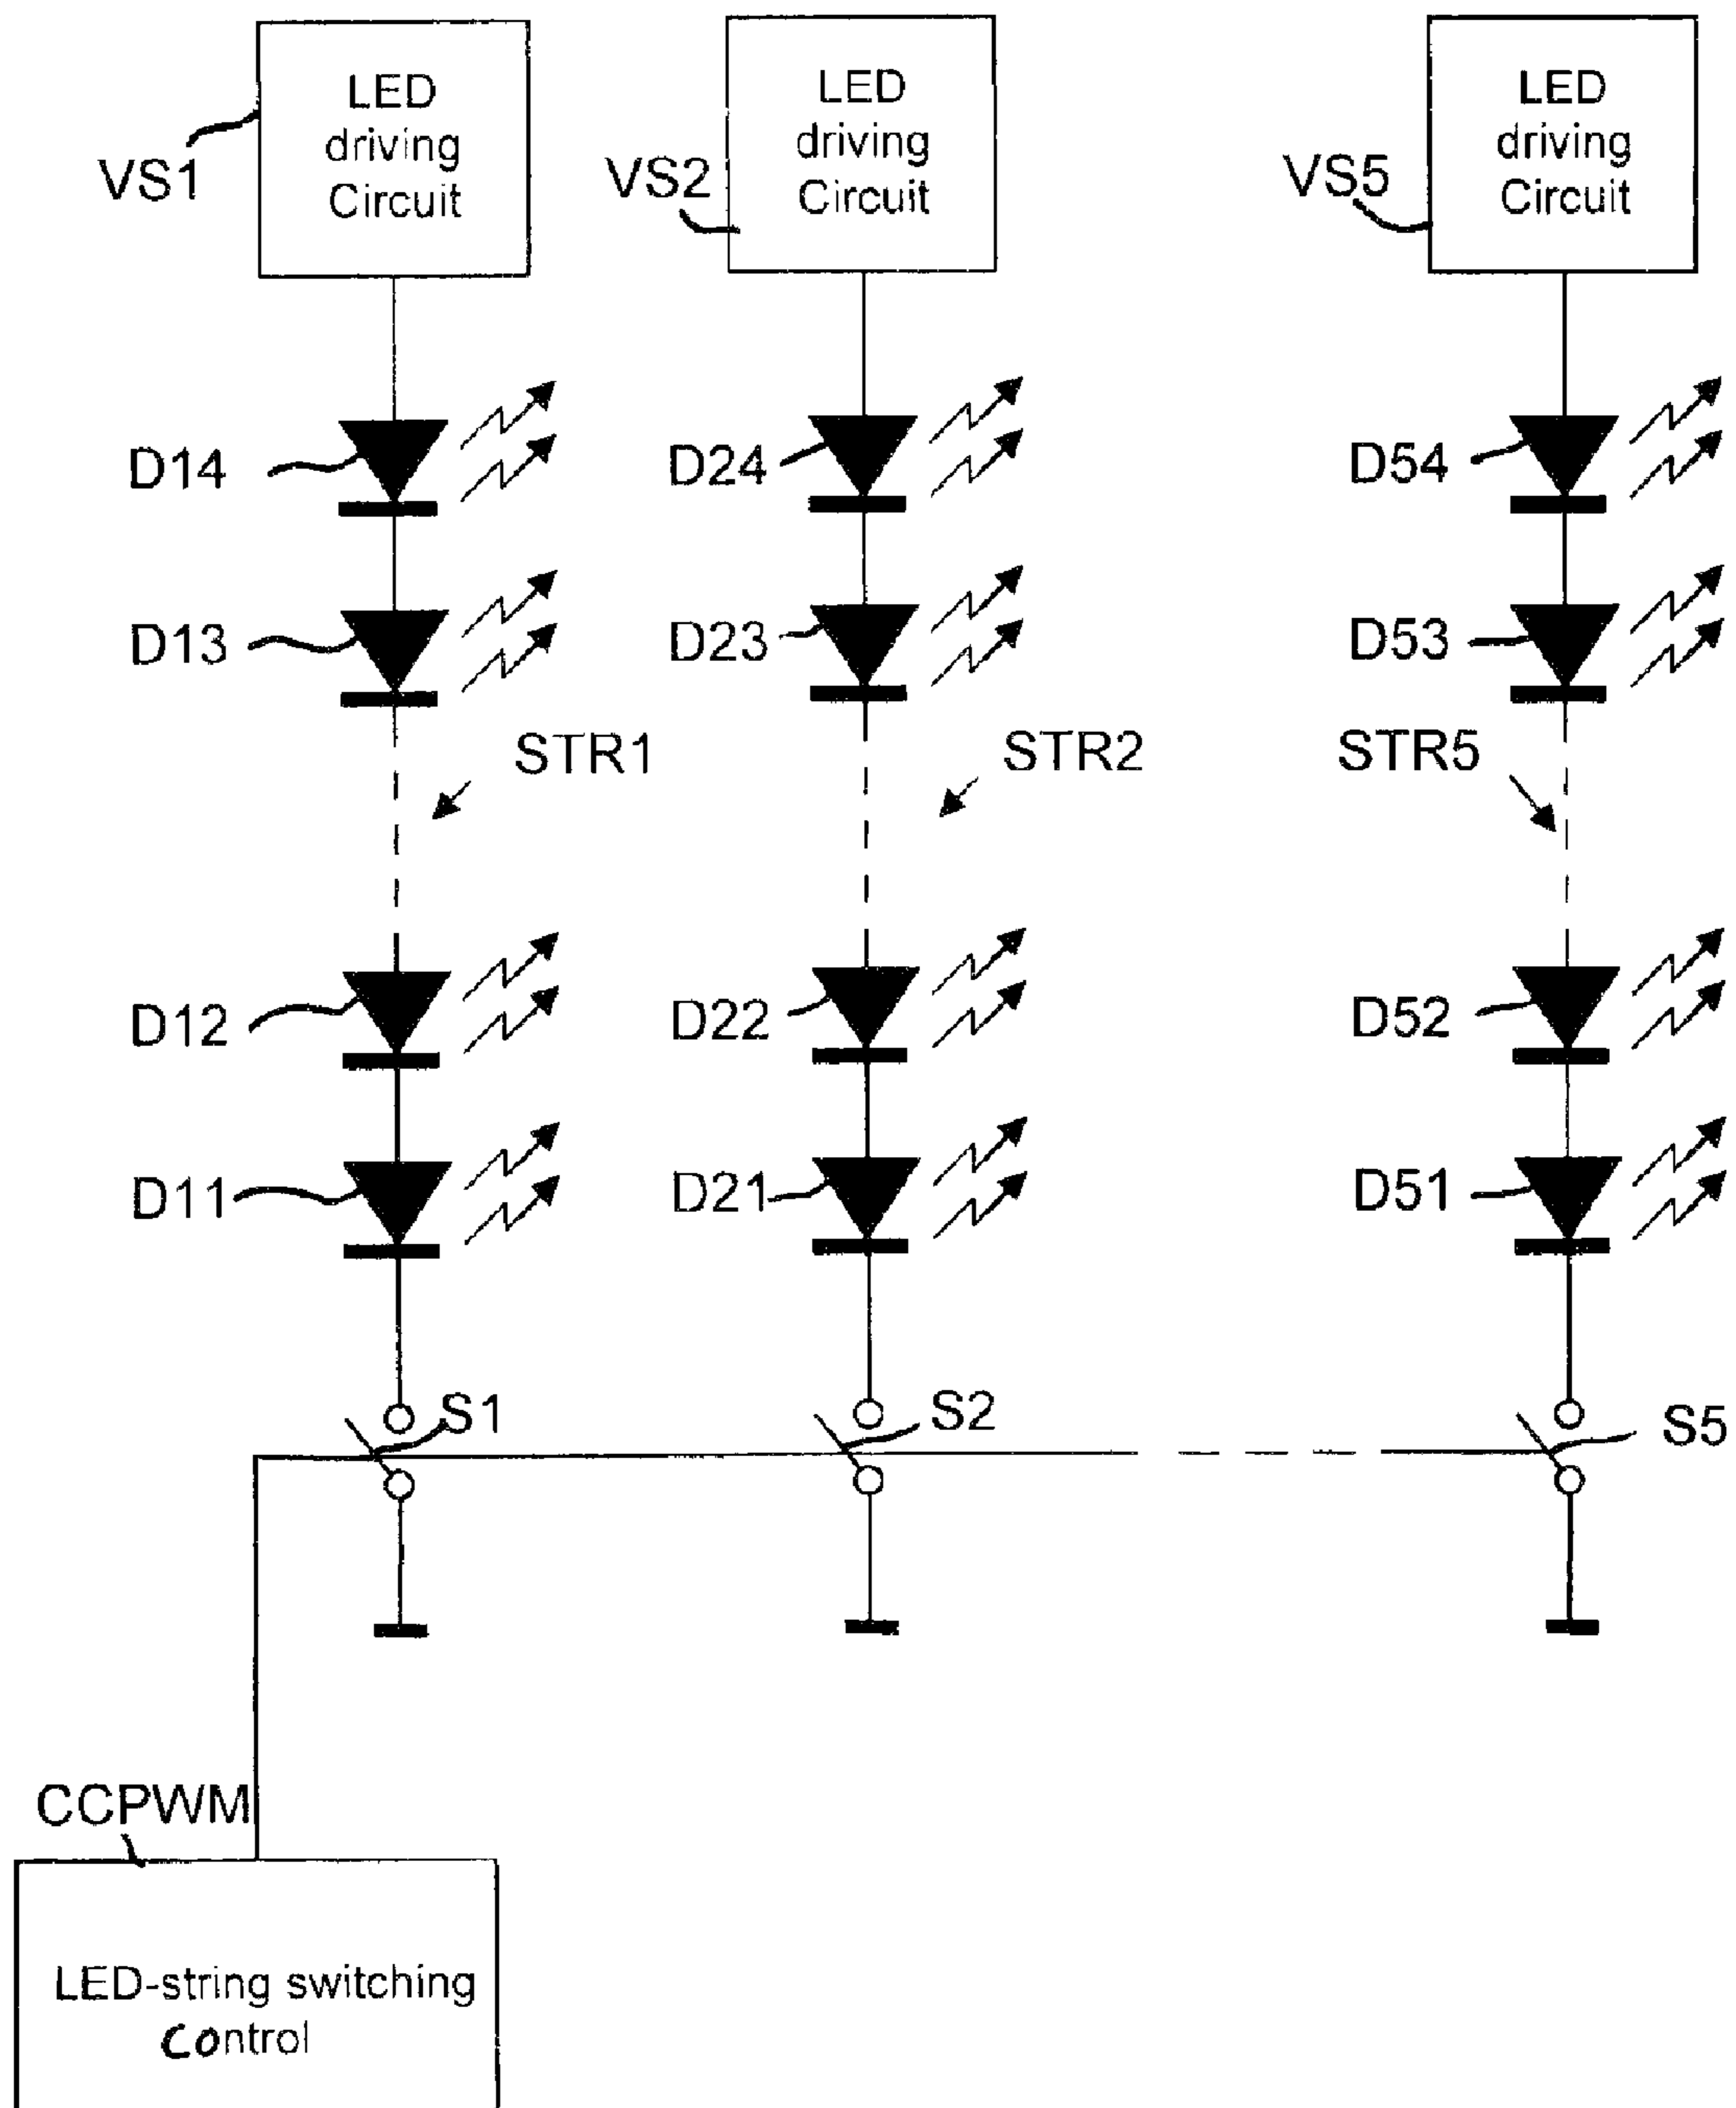 LED
driving
Circuit
VS1
LED
driving
Circuit
VS2
LED
driving
Circuit
VS5
D14
D24
D54
D13
D23
D53
STR1
STR2
STR5
D12
D22
D52
D11
D21
D51
S1
S2
S5
CCPWM
LED-string switching
Control